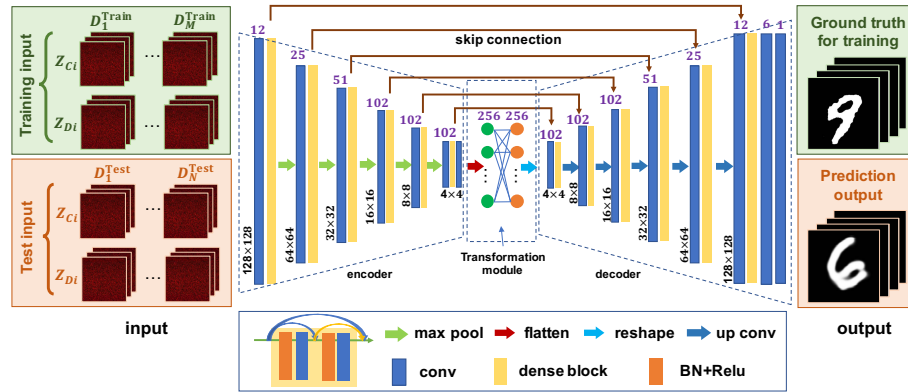 Training input
D_1^Train
D_M^Train
...
Z_Ci
...
Z_Di
...
Test input
D_1^Test
D_N^Test
...
Z_Ci
...
Z_Di
...
input
12
25
51
102
102
102
256 256
102
102
102
51
25
12 6 1
skip connection
128×128
64×64
32×32
16×16
8×8
4×4
4×4
8×8
16×16
32×32
64×64
128×128
encoder
Transformation
module
decoder
Ground truth
for training
9
Prediction
output
6
output
max pool
flatten
reshape
up conv
conv
dense block
BN+Relu